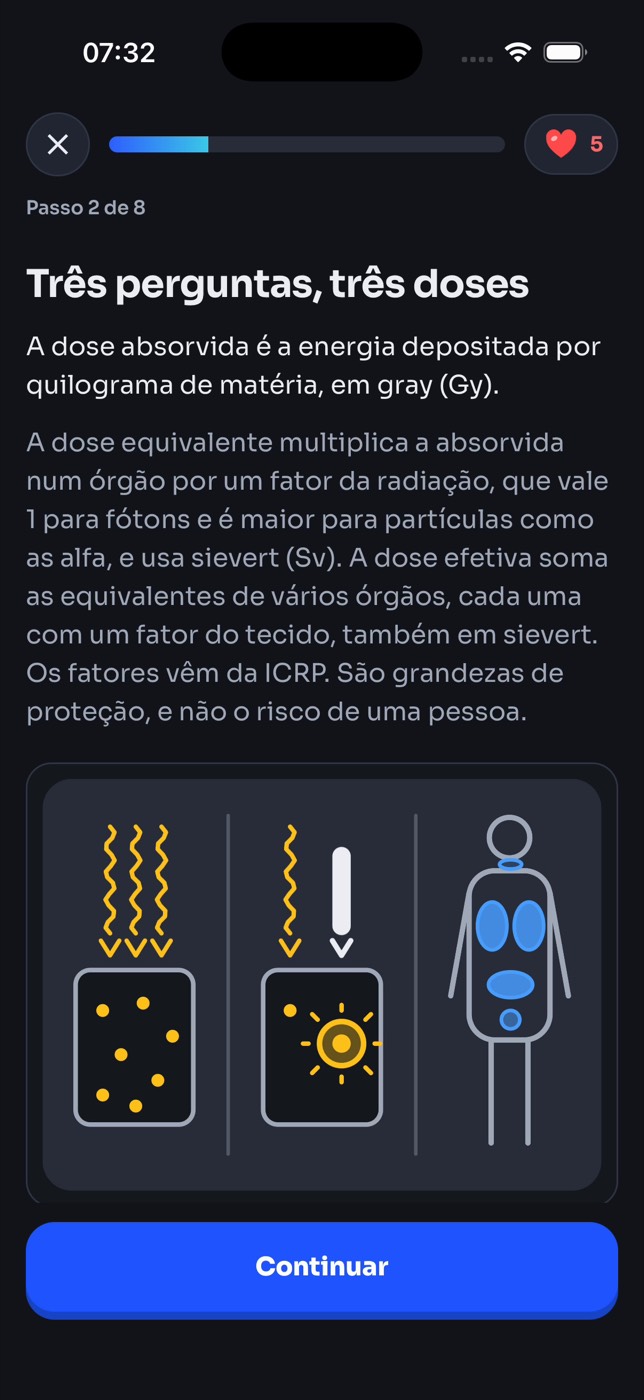 07:32
5
Passo 2 de 8
Três perguntas, três doses
A dose absorvida é a energia depositada por
quilograma de matéria, em gray (Gy).
A dose equivalente multiplica a absorvida
num órgão por um fator da radiação, que vale
1 para fótons e é maior para partículas como
as alfa, e usa sievert (Sv). A dose efetiva soma
as equivalentes de vários órgãos, cada uma
com um fator do tecido, também em sievert.
Os fatores vêm da ICRP. São grandezas de
proteção, e não o risco de uma pessoa.
Continuar